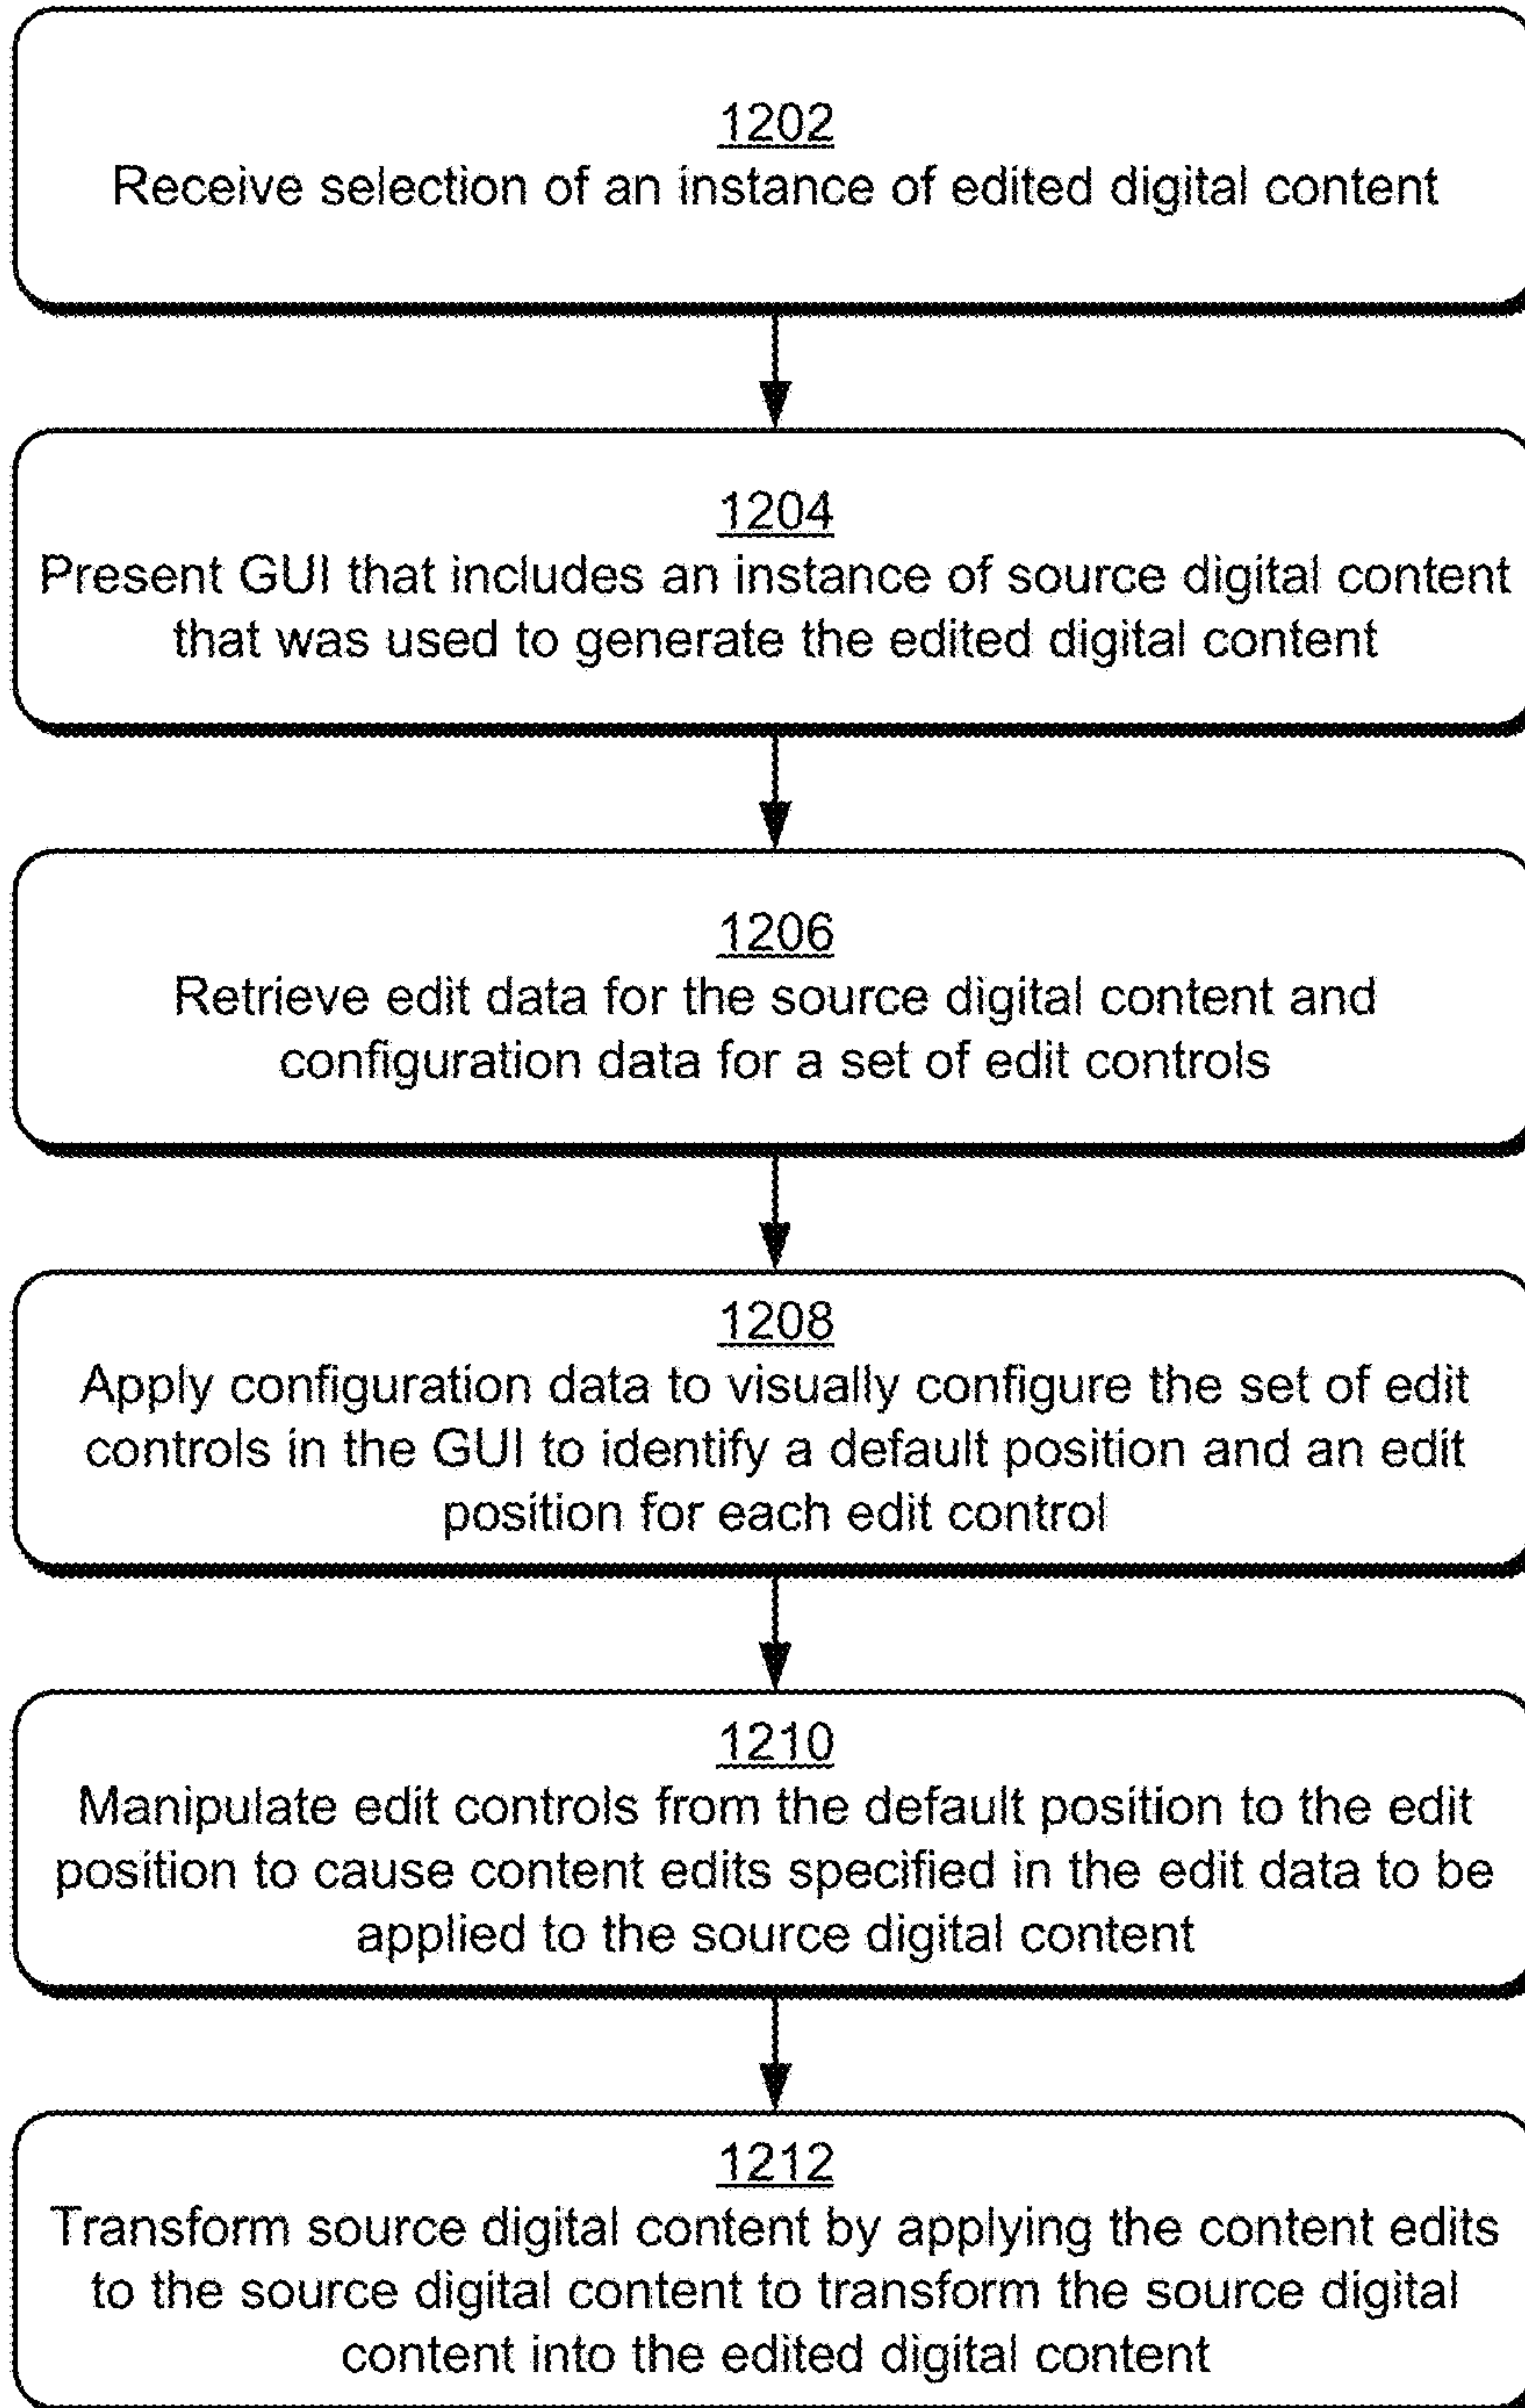 1202
Receive selection of an instance of edited digital content
1204
Present GUI that includes an instance of source digital content
that was used to generate the edited digital content
1206
Retrieve edit data for the source digital content and
configuration data for a set of edit controls
1208
Apply configuration data to visually configure the set of edit
controls in the GUI to identify a default position and an edit
position for each edit control
1210
Manipulate edit controls from the default position to the edit
position to cause content edits specified in the edit data to be
applied to the source digital content
1212
Transform source digital content by applying the content edits
to the source digital content to transform the source digital
content into the edited digital content